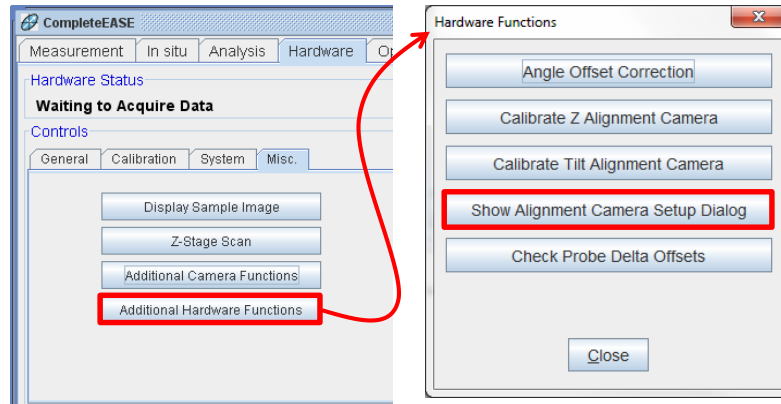 CompleteEASE
Measurement In situ Analysis Hardware
Hardware Status
Waiting to Acquire Data
Controls
General Calibration System Misc.
Display Sample Image
Z-Stage Scan
Additional Camera Functions
Additional Hardware Functions
Hardware Functions
Angle Offset Correction
Calibrate Z Alignment Camera
Calibrate Tilt Alignment Camera
Show Alignment Camera Setup Dialog
Check Probe Delta Offsets
Close